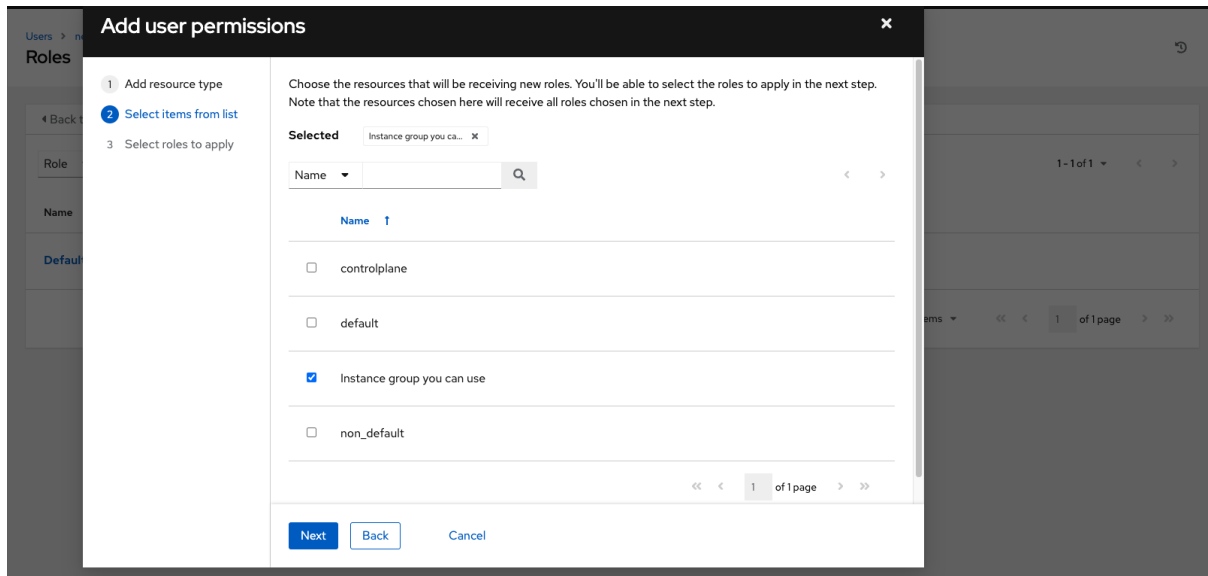 Add user permissions
Users > ne
Roles
1 Add resource type
2 Select items from list
3 Select roles to apply
Choose the resources that will be receiving new roles. You'll be able to select the roles to apply in the next step.
Note that the resources chosen here will receive all roles chosen in the next step.
Selected Instance group you ca...
Name
Name
controlplane
default
Instance group you can use
non_default
1 of 1 page
Next Back Cancel
Back t
Role
1 - 1 of 1
Name
Defaul
ems
1 of 1 page